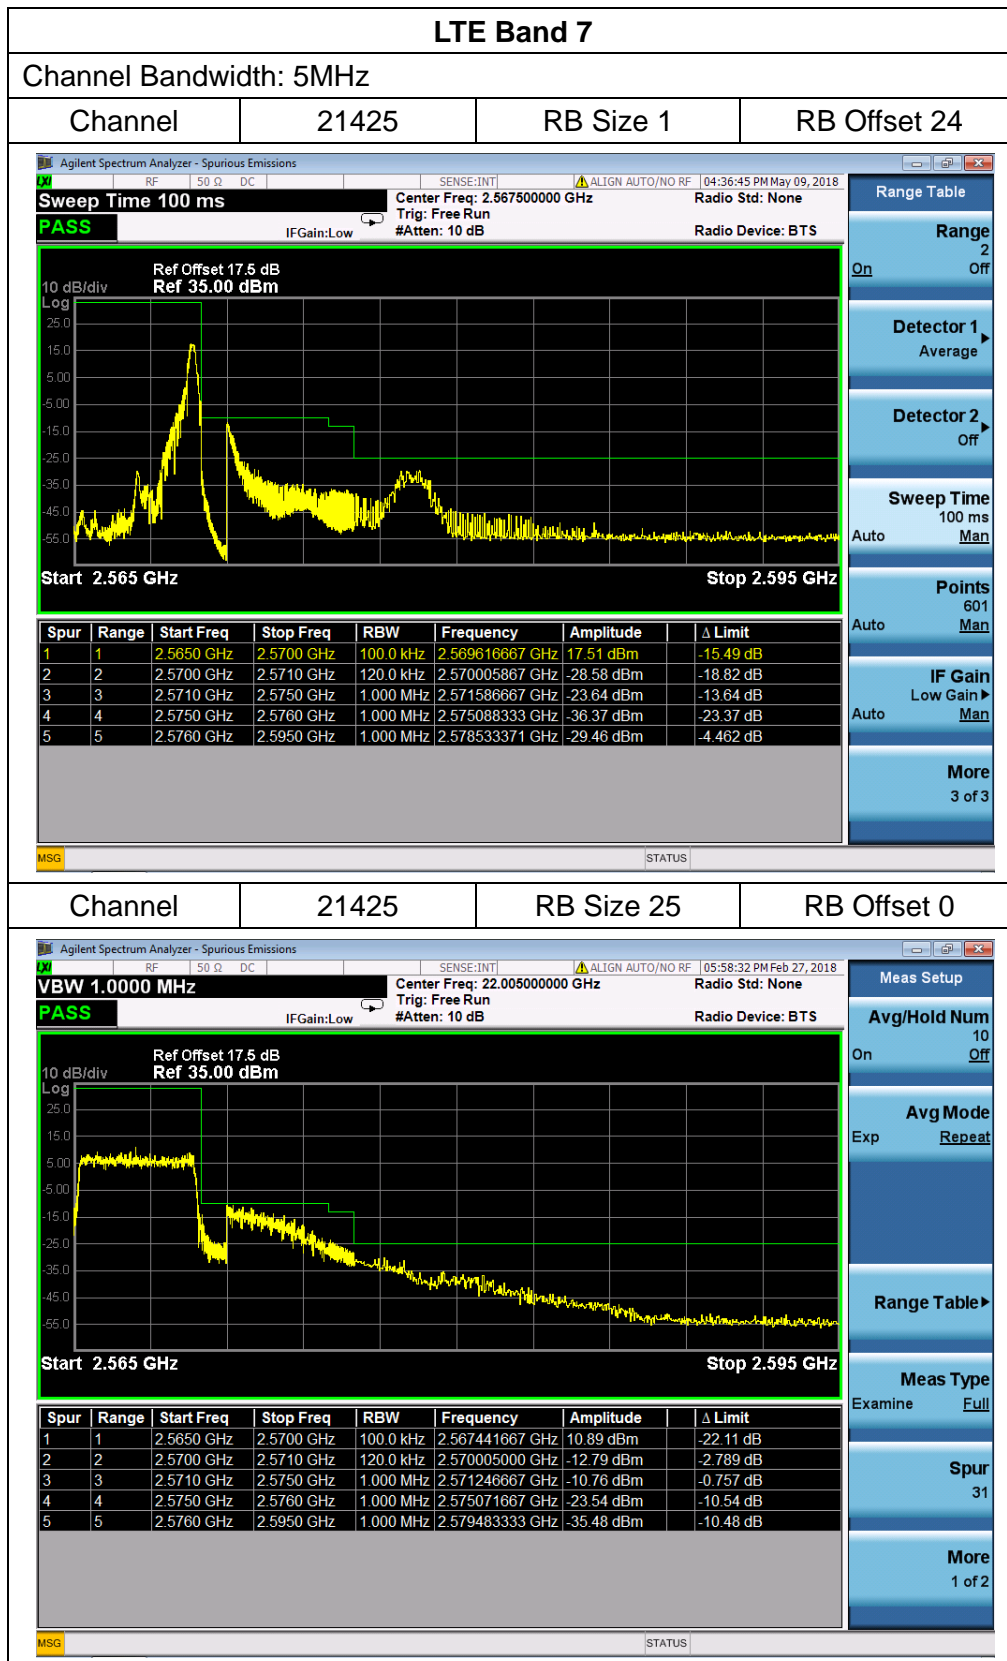 LTE Band 7
Channel Bandwidth: 5MHz
Channel 21425 RB Size 1 RB Offset 24
Agilent Spectrum Analyzer - Spurious Emissions
LXI RF 50 Ω DC SENSE:INT ALIGN AUTO/NO RF 04:36:45 PM May 09, 2018
Sweep Time 100 ms Center Freq: 2.567500000 GHz Radio Std: None
Trig: Free Run
PASS IFGain:Low #Atten: 10 dB Radio Device: BTS
Ref Offset 17.5 dB
10 dB/div Ref 35.00 dBm
Log
25.0
15.0
5.00
-5.00
-15.0
-25.0
-35.0
-45.0
-55.0
Start 2.565 GHz Stop 2.595 GHz
Spur Range Start Freq Stop Freq RBW Frequency Amplitude Δ Limit
1 1 2.5650 GHz 2.5700 GHz 100.0 kHz 2.569616667 GHz 17.51 dBm -15.49 dB
2 2 2.5700 GHz 2.5710 GHz 120.0 kHz 2.570005867 GHz -28.58 dBm -18.82 dB
3 3 2.5710 GHz 2.5750 GHz 1.000 MHz 2.571586667 GHz -23.64 dBm -13.64 dB
4 4 2.5750 GHz 2.5760 GHz 1.000 MHz 2.575088333 GHz -36.37 dBm -23.37 dB
5 5 2.5760 GHz 2.5950 GHz 1.000 MHz 2.578533371 GHz -29.46 dBm -4.462 dB
MSG STATUS
Range Table
Range
2
On Off
Detector 1
Average
Detector 2
Off
Sweep Time
100 ms
Auto Man
Points
601
Auto Man
IF Gain
Low Gain
Auto Man
More
3 of 3
Channel 21425 RB Size 25 RB Offset 0
Agilent Spectrum Analyzer - Spurious Emissions
LXI RF 50 Ω DC SENSE:INT ALIGN AUTO/NO RF 05:58:32 PM Feb 27, 2018
VBW 1.0000 MHz Center Freq: 22.005000000 GHz Radio Std: None
Trig: Free Run
PASS IFGain:Low #Atten: 10 dB Radio Device: BTS
Ref Offset 17.5 dB
10 dB/div Ref 35.00 dBm
Log
25.0
15.0
5.00
-5.00
-15.0
-25.0
-35.0
-45.0
-55.0
Start 2.565 GHz Stop 2.595 GHz
Spur Range Start Freq Stop Freq RBW Frequency Amplitude Δ Limit
1 1 2.5650 GHz 2.5700 GHz 100.0 kHz 2.567441667 GHz 10.89 dBm -22.11 dB
2 2 2.5700 GHz 2.5710 GHz 120.0 kHz 2.570005000 GHz -12.79 dBm -2.789 dB
3 3 2.5710 GHz 2.5750 GHz 1.000 MHz 2.571246667 GHz -10.76 dBm -0.757 dB
4 4 2.5750 GHz 2.5760 GHz 1.000 MHz 2.575071667 GHz -23.54 dBm -10.54 dB
5 5 2.5760 GHz 2.5950 GHz 1.000 MHz 2.579483333 GHz -35.48 dBm -10.48 dB
MSG STATUS
Meas Setup
Avg/Hold Num
10
On Off
Avg Mode
Exp Repeat
Range Table
Meas Type
Examine Full
Spur
31
More
1 of 2